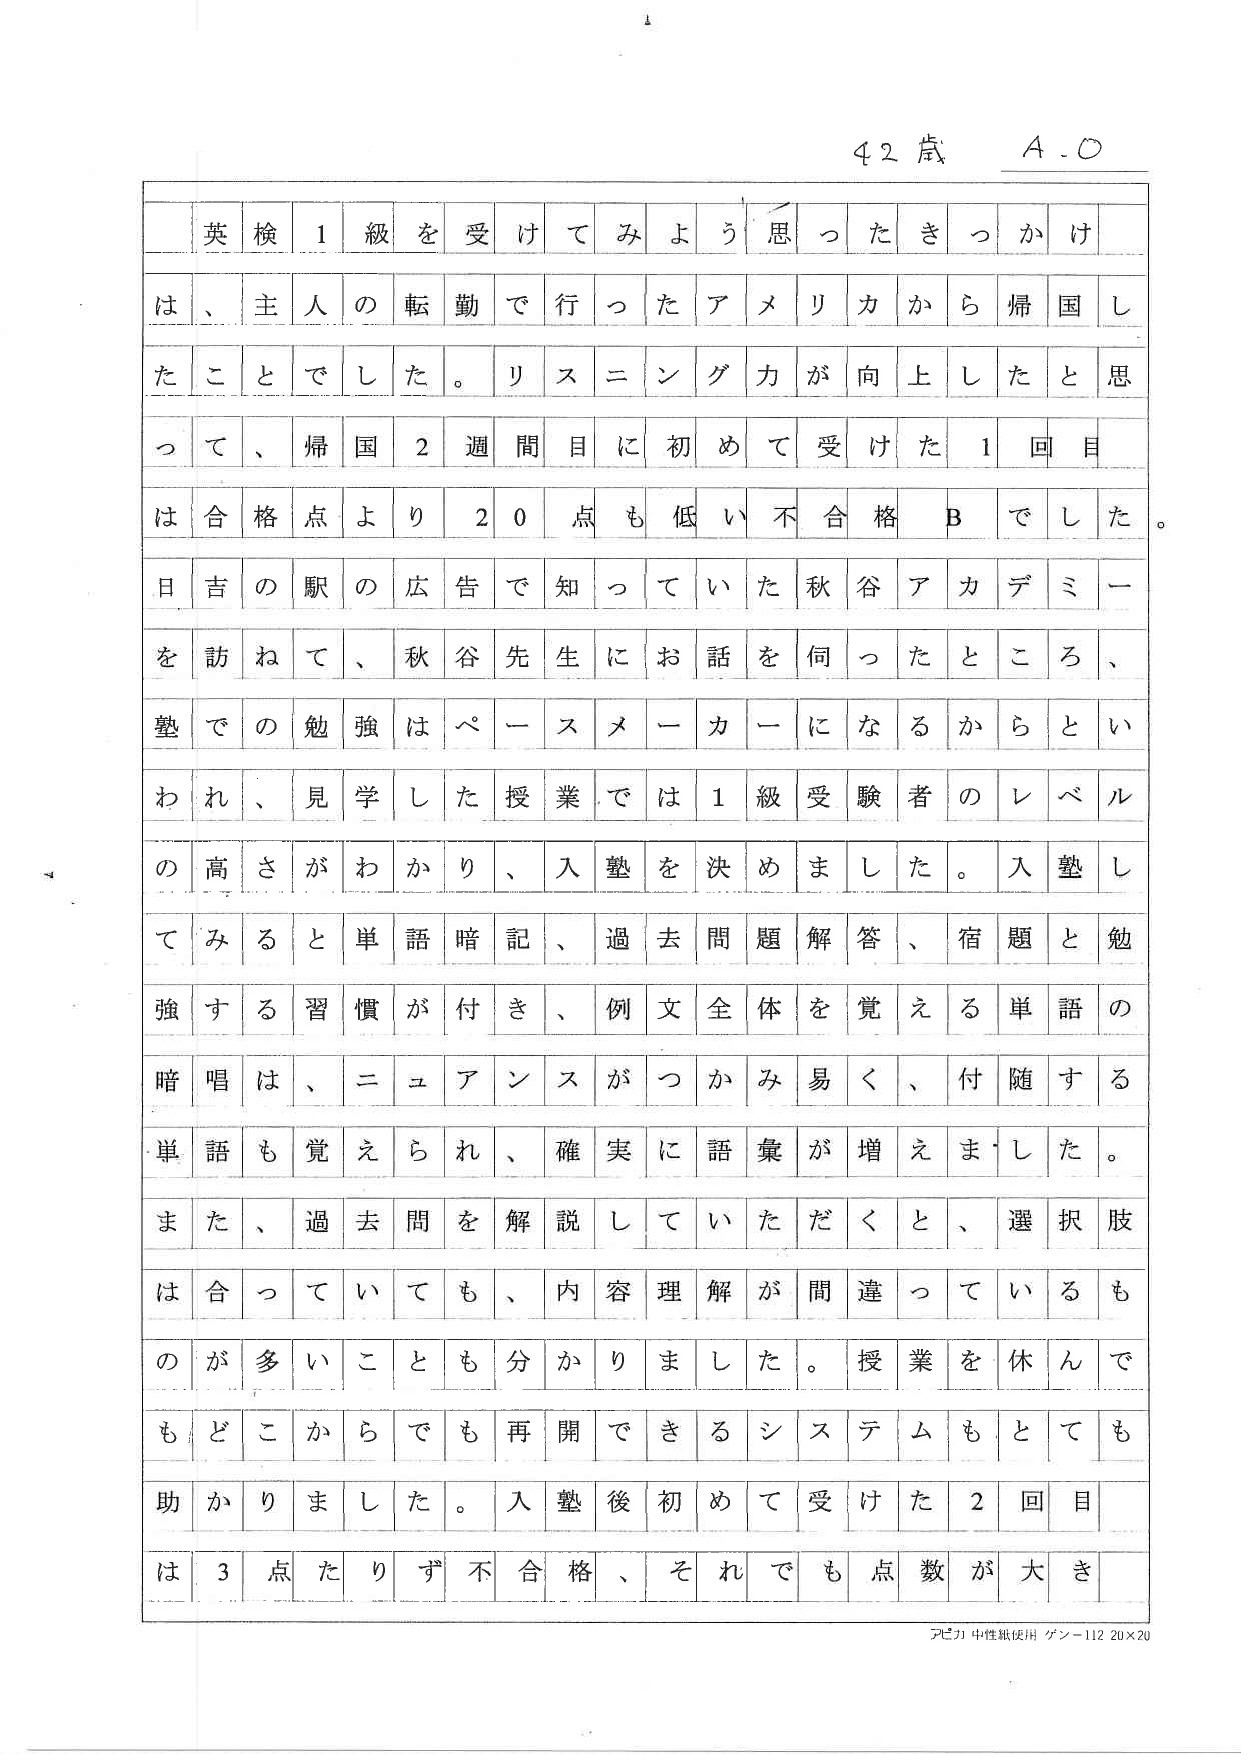 42歳 A.O
英検1級を受けてみよう思ったきっかけ
は、主人の転勤で行ったアメリカから帰国し
たことでした。リスニング力が向上したと思
って、帰国2週間目に初めて受けた1回目
は合格点より20点も低い不合格Bでした。
日吉の駅の広告で知っていた秋谷アカデミー
を訪ねて、秋谷先生にお話を伺ったところ、
塾での勉強はペースメーカーになるからとい
われ、見学した授業では1級受験者のレベル
の高さがわかり、入塾を決めました。入塾し
てみると単語暗記、過去問題解答、宿題と勉
強する習慣が付き、例文全体を覚える単語の
暗唱は、ニュアンスがつかみ易く、付随する
単語も覚えられ、確実に語彙が増えました。
また、過去問を解説していただくと、選択肢
は合っていても、内容理解が間違っているも
のが多いことも分かりました。授業を休んで
もどこからでも再開できるシステムもとても
助かりました。入塾後初めて受けた2回目
は3点たりず不合格、それでも点数が大き
アピカ 中性紙使用 ゲンー112 20×20